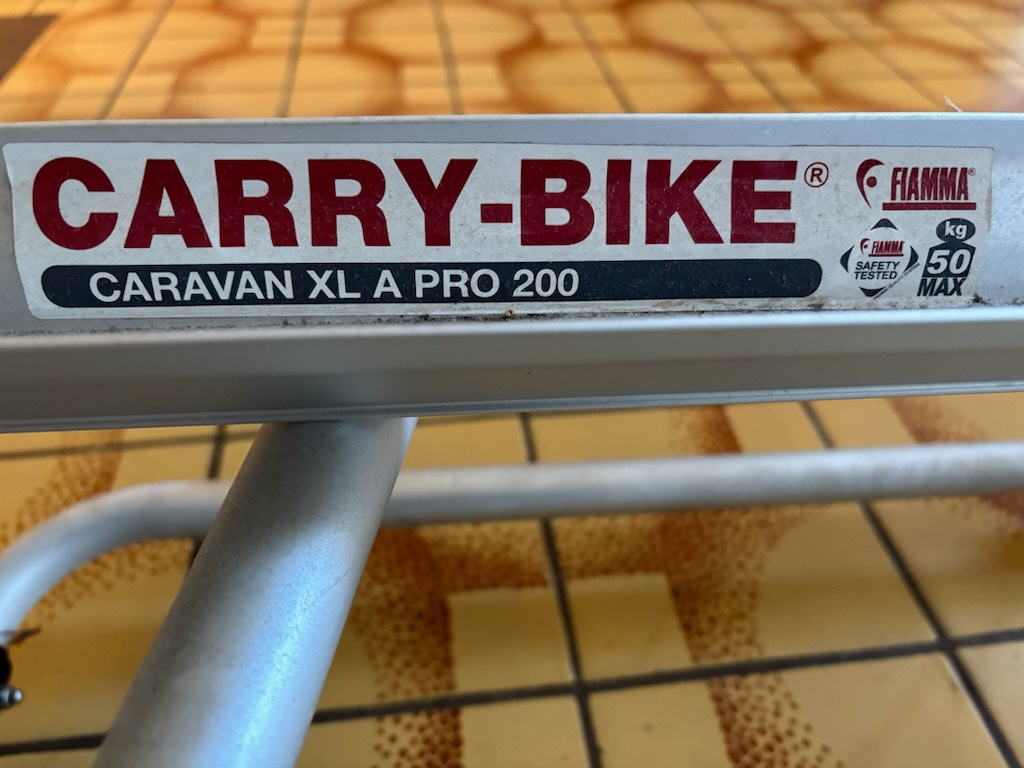 CARRY-BIKE®
CARAVAN XL A PRO 200
FIAMMA®
FIAMMA
SAFETY
TESTED
kg
50
MAX